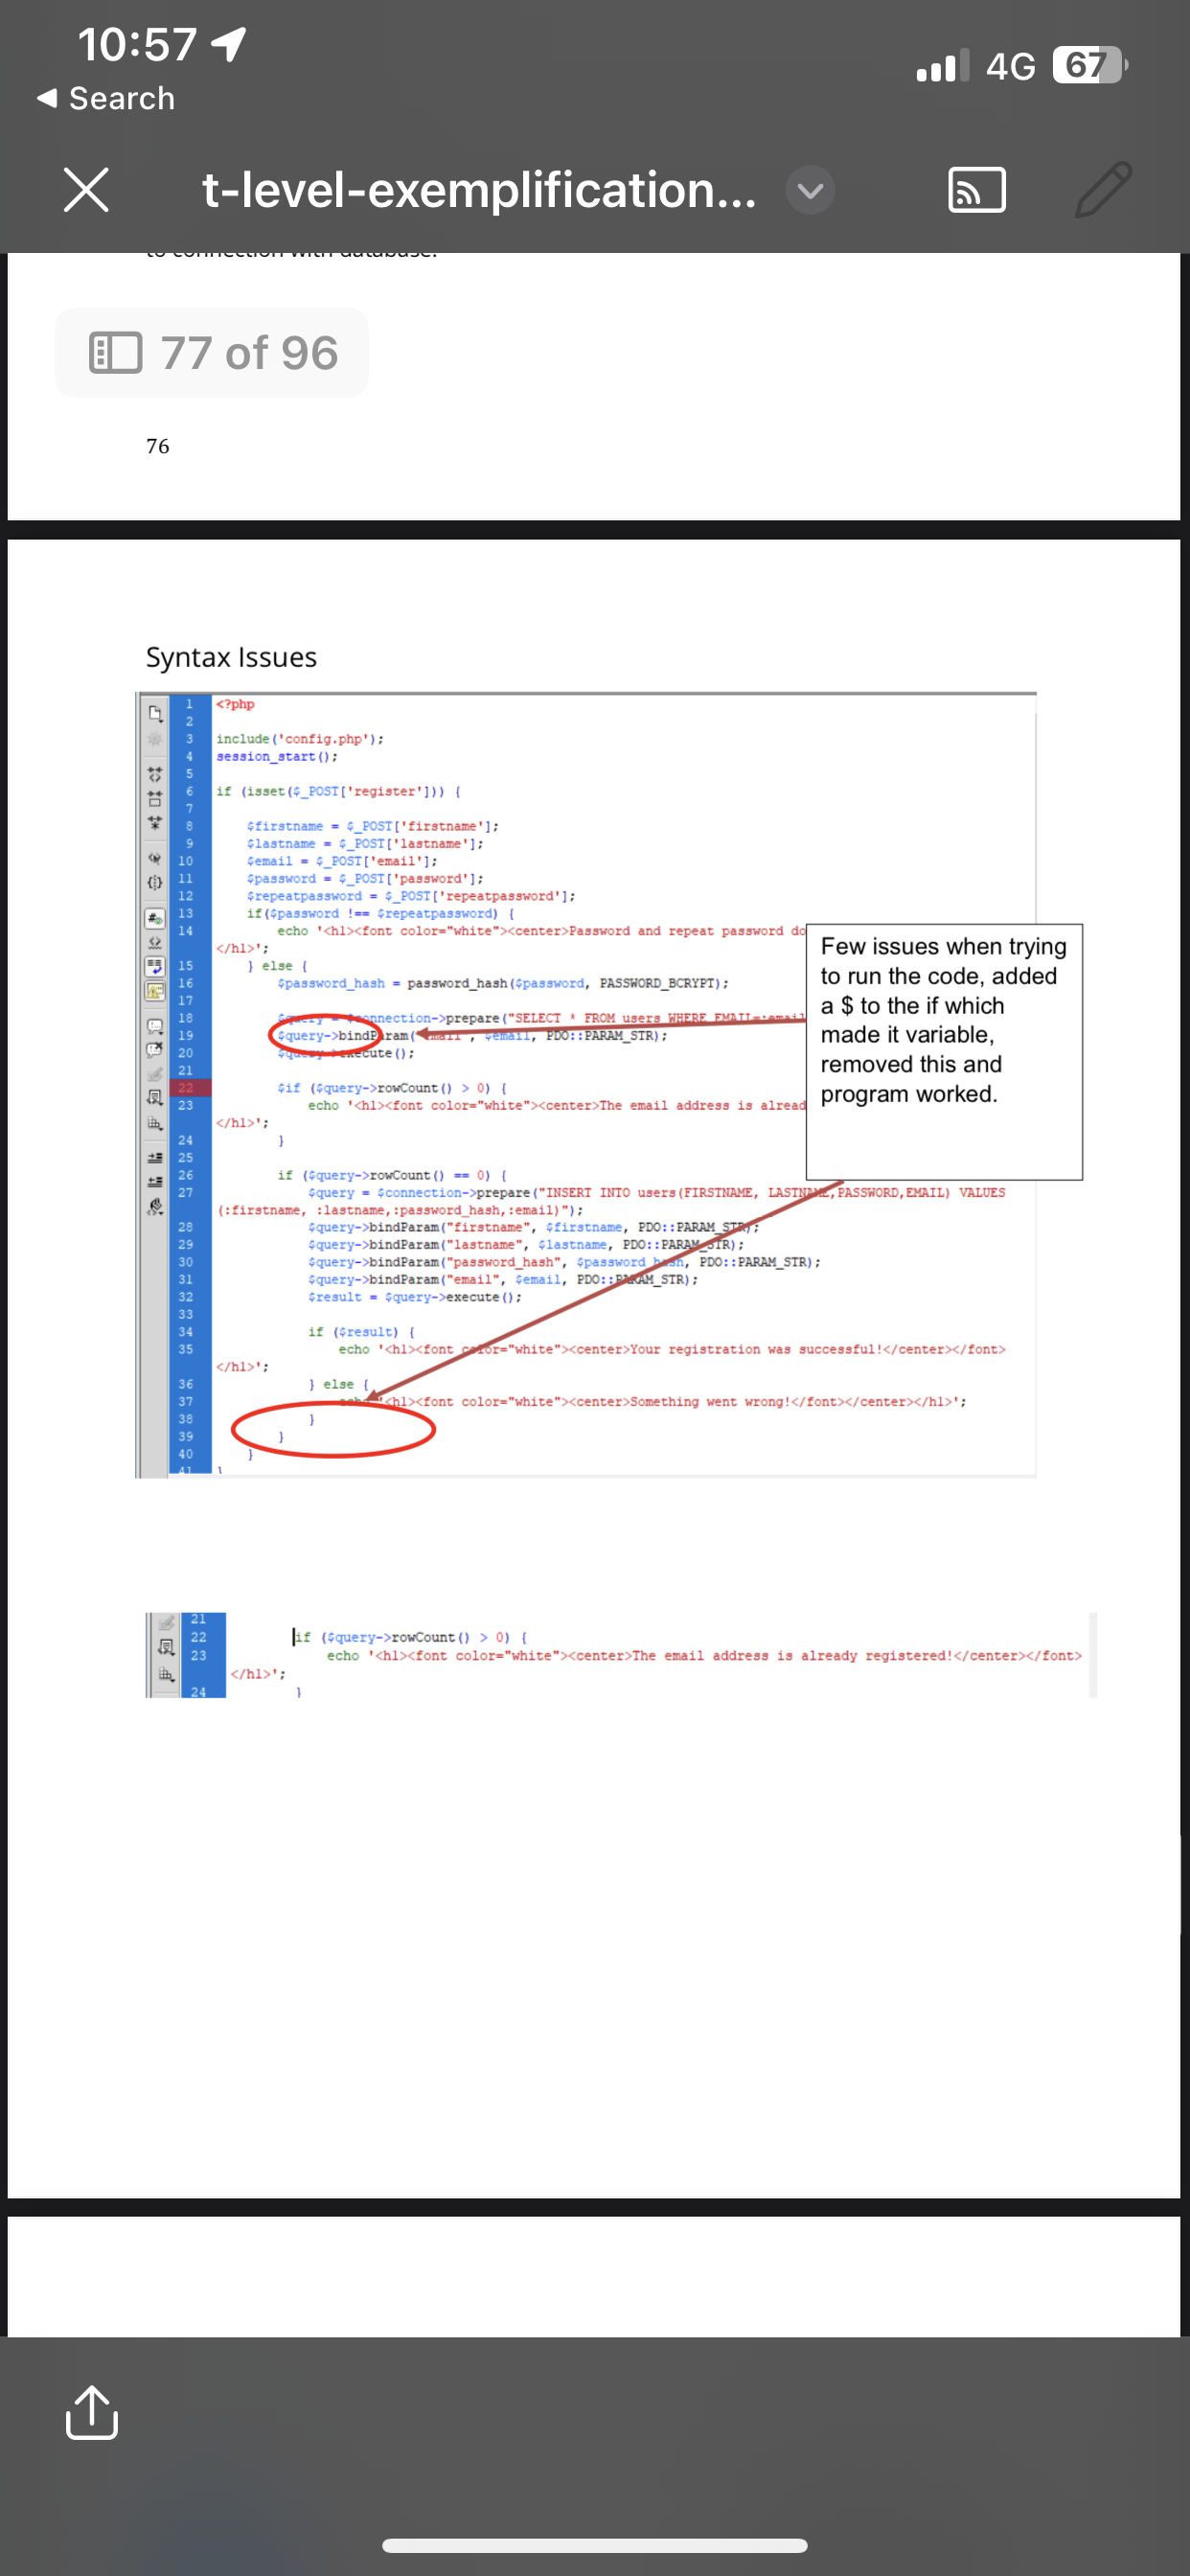 10:57
4G 67
Search
t-level-exemplification...
to connection with database.
77 of 96
76
Syntax Issues
1 <?php
2
3 include('config.php');
4 session_start();
5
6 if (isset($_POST['register'])) {
7
8 $firstname = $_POST['firstname'];
9 $lastname = $_POST['lastname'];
10 $email = $_POST['email'];
11 $password = $_POST['password'];
12 $repeatpassword = $_POST['repeatpassword'];
13 if($password !== $repeatpassword) {
14 echo '<h1><font color="white"><center>Password and repeat password do
</h1>';
15 } else {
16 $password_hash = password_hash($password, PASSWORD_BCRYPT);
17
18 $query = $connection->prepare("SELECT * FROM users WHERE EMAIL=:email
19 $query->bindParam("email", $email, PDO::PARAM_STR);
20 $query->execute();
21
22 $if ($query->rowCount() > 0) {
23 echo '<h1><font color="white"><center>The email address is alread
</h1>';
24 }
25
26 if ($query->rowCount() == 0) {
27 $query = $connection->prepare("INSERT INTO users(FIRSTNAME, LASTNAME,PASSWORD,EMAIL) VALUES
(:firstname, :lastname,:password_hash,:email)");
28 $query->bindParam("firstname", $firstname, PDO::PARAM_STR);
29 $query->bindParam("lastname", $lastname, PDO::PARAM_STR);
30 $query->bindParam("password_hash", $password_hash, PDO::PARAM_STR);
31 $query->bindParam("email", $email, PDO::PARAM_STR);
32 $result = $query->execute();
33
34 if ($result) {
35 echo '<h1><font color="white"><center>Your registration was successful!</center></font>
</h1>';
36 } else {
37 echo '<h1><font color="white"><center>Something went wrong!</font></center></h1>';
38 }
39 }
40 }
41 }
Few issues when trying
to run the code, added
a $ to the if which
made it variable,
removed this and
program worked.
21
22 if ($query->rowCount() > 0) {
23 echo '<h1><font color="white"><center>The email address is already registered!</center></font>
</h1>';
24 }